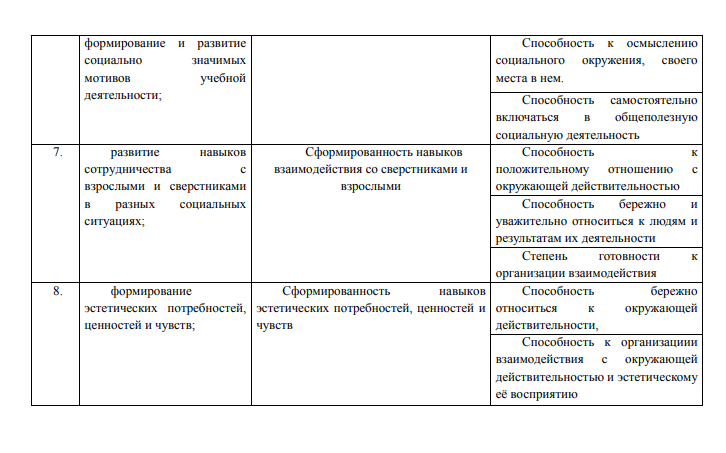 формирование и развитие
социально значимых
мотивов учебной
деятельности;
Способность к осмыслению
социального окружения, своего
места в нем.
Способность самостоятельно
включаться в общеполезную
социальную деятельность
7.
развитие навыков
сотрудничества с
взрослыми и сверстниками
в разных социальных
ситуациях;
Сформированность навыков
взаимодействия со сверстниками и
взрослыми
Способность к
положительному отношению с
окружающей действительностью
Способность бережно и
уважительно относиться к людям и
результатам их деятельности
Степень готовности к
организации взаимодействия
8.
формирование
эстетических потребностей,
ценностей и чувств;
Сформированность навыков
эстетических потребностей, ценностей и
чувств
Способность бережно
относиться к окружающей
действительности,
Способность к организациии
взаимодействия с окружающей
действительностью и эстетическому
её восприятию